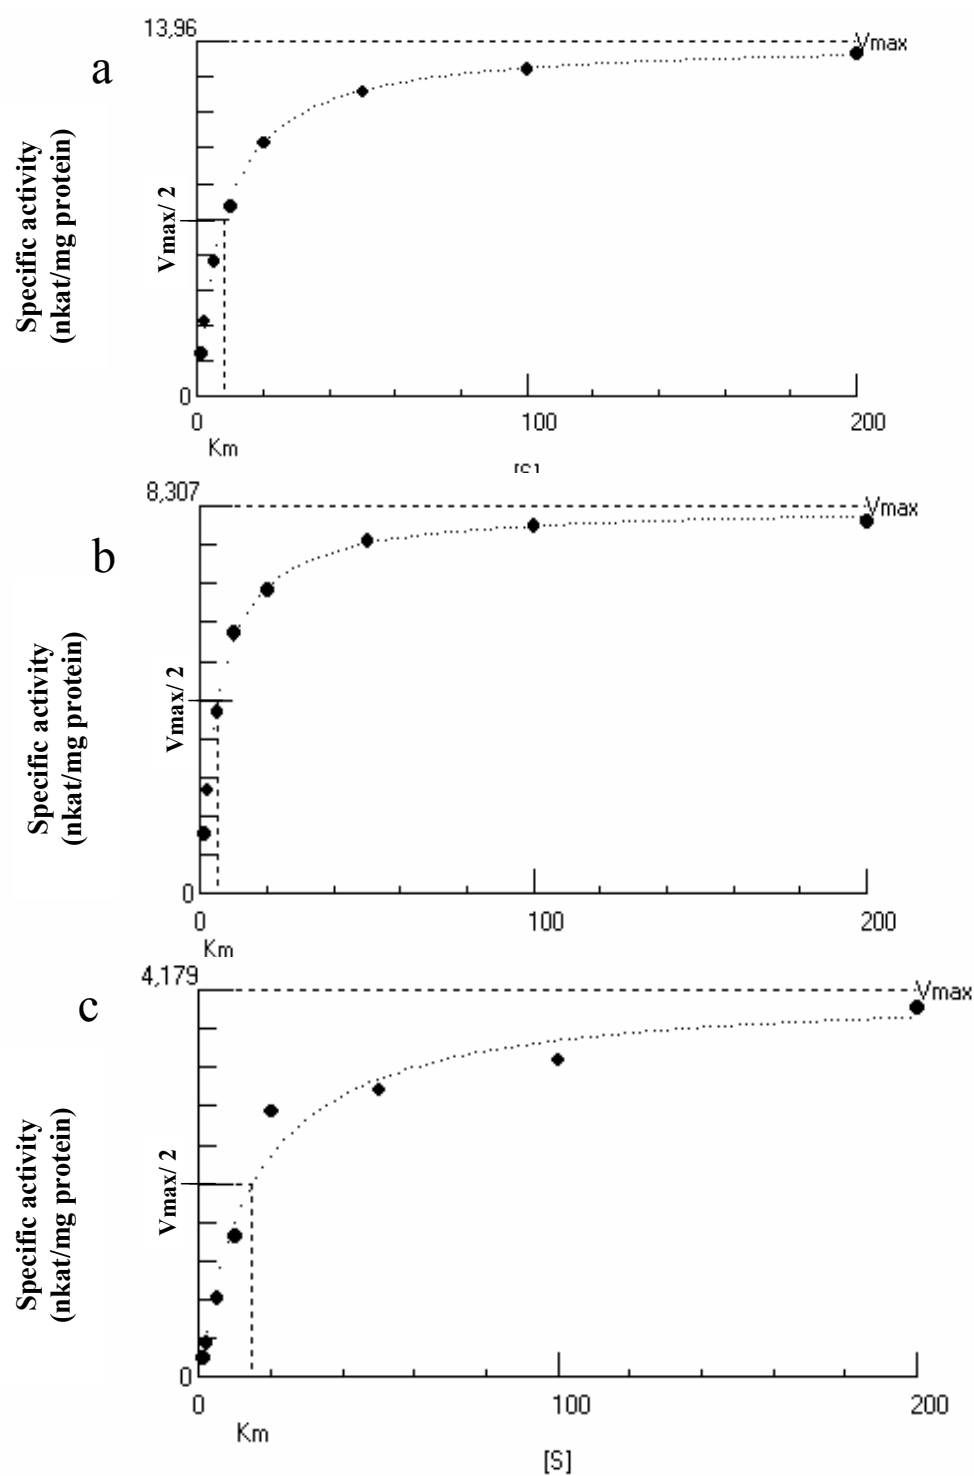 13,96
Vmax
a
Specific activity
(nkat/mg protein)
Vmax/ 2
0
0 100 200
Km
[S]
8,307
Vmax
b
Specific activity
(nkat/mg protein)
Vmax/ 2
0
0 100 200
Km
4,179
Vmax
c
Specific activity
(nkat/mg protein)
Vmax/ 2
0
0 100 200
Km
[S]